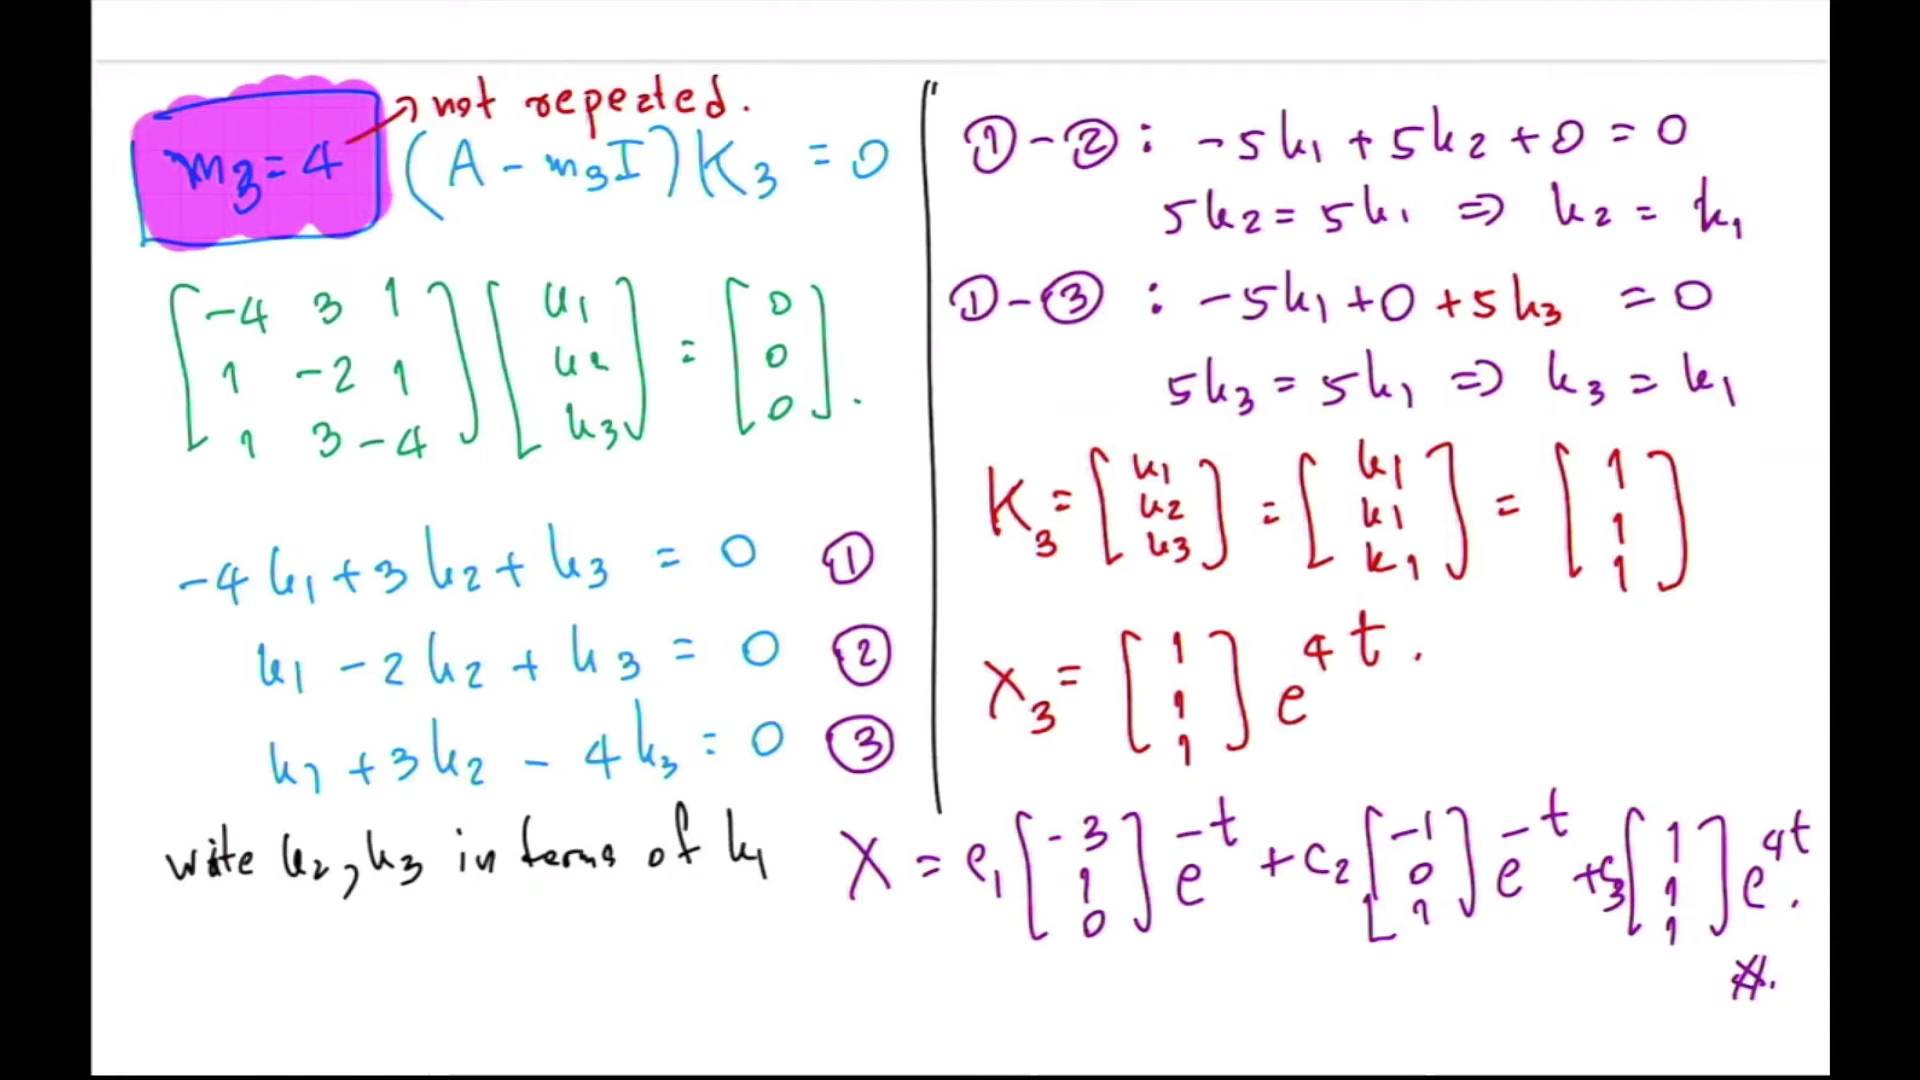 m₃=4 → not repeated.
(A - m₃I) K₃ = 0
[-4 3 1] [k₁] = [0]
[1 -2 1] [k₂] = [0]
[1 3 -4] [k₃] = [0].
-4k₁ + 3k₂ + k₃ = 0 ①
k₁ - 2k₂ + k₃ = 0 ②
k₁ + 3k₂ - 4k₃ = 0 ③
write k₂, k₃ in terms of k₁
①-② : -5k₁ + 5k₂ + 0 = 0
5k₂ = 5k₁ ⇒ k₂ = k₁
①-③ : -5k₁ + 0 + 5k₃ = 0
5k₃ = 5k₁ ⇒ k₃ = k₁
K₃ = [k₁ k₂ k₃] = [k₁ k₁ k₁] = [1 1 1]
X₃ = [1 1 1] e^4t.
X = c₁ [-3 1 0] e^-t + c₂ [-1 0 1] e^-t + c₃ [1 1 1] e^4t.
#.